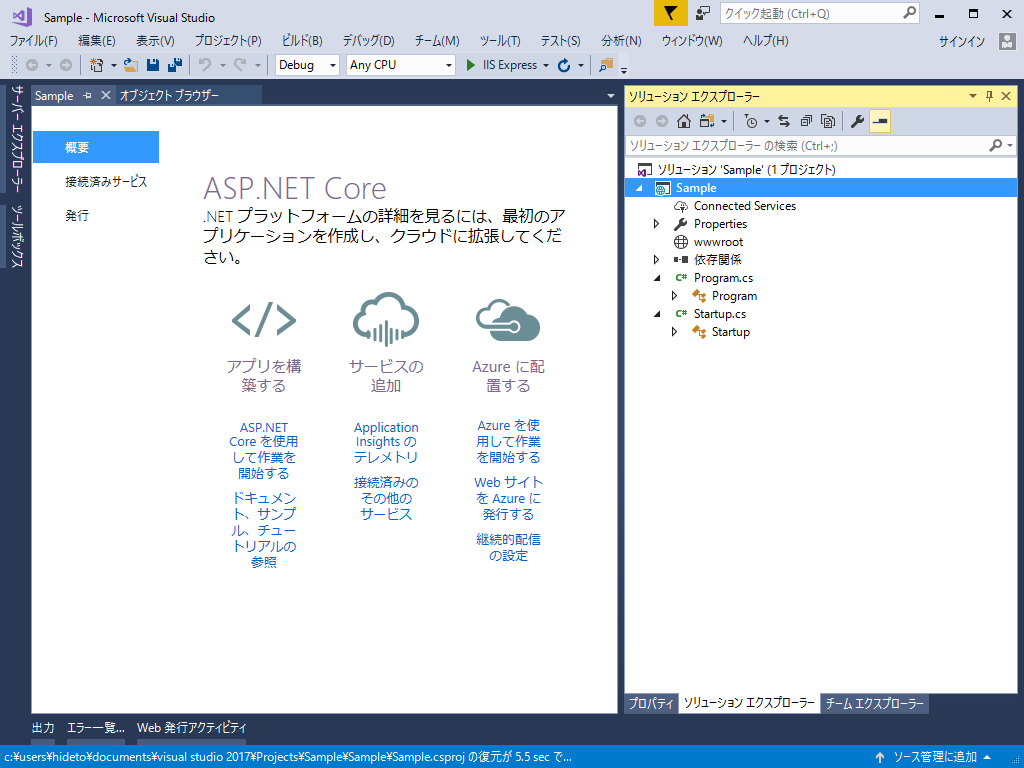 Sample - Microsoft Visual Studio
クイック起動 (Ctrl+Q)
ファイル(F) 編集(E) 表示(V) プロジェクト(P) ビルド(B) デバッグ(D) チーム(M) ツール(T) テスト(S) 分析(N) ウィンドウ(W) ヘルプ(H) サインイン
Debug Any CPU IIS Express
サーバー エクスプローラー
ツールボックス
Sample オブジェクト ブラウザー
概要
接続済みサービス
発行
ASP.NET Core
.NET プラットフォームの詳細を見るには、最初のア
プリケーションを作成し、クラウドに拡張してくだ
さい。
アプリを構
築する
ASP.NET
Core を使用
して作業を
開始する
ドキュメン
ト、サンプ
ル、チュー
トリアルの
参照
サービスの
追加
Application
Insights の
テレメトリ
接続済みの
その他の
サービス
Azure に配
置する
Azure を使
用して作業
を開始する
Web サイト
を Azure に
発行する
継続的配信
の設定
ソリューション エクスプローラー
ソリューション エクスプローラー の検索 (Ctrl+;)
ソリューション 'Sample' (1 プロジェクト)
Sample
Connected Services
Properties
wwwroot
依存関係
C# Program.cs
Program
C# Startup.cs
Startup
プロパティ ソリューション エクスプローラー チーム エクスプローラー
出力 エラー一覧... Web 発行アクティビティ
c:¥users¥hideto¥documents¥visual studio 2017¥Projects¥Sample¥Sample¥Sample.csproj の復元が 5.5 sec で... ソース管理に追加